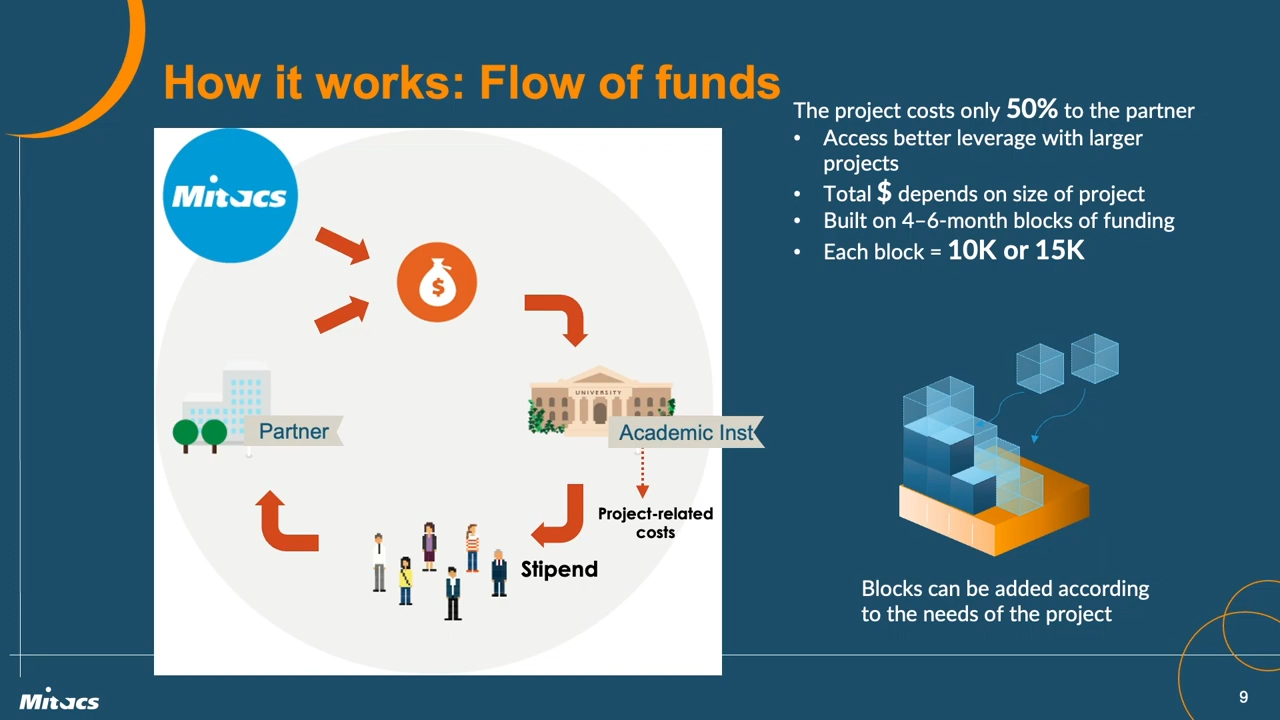 How it works: Flow of funds
The project costs only 50% to the partner
• Access better leverage with larger
projects
• Total $ depends on size of project
• Built on 4–6-month blocks of funding
• Each block = 10K or 15K
Mitacs
$
UNIVERSITY
Partner
Academic Inst
Project-related
costs
Stipend
Blocks can be added according
to the needs of the project
Mitacs
9